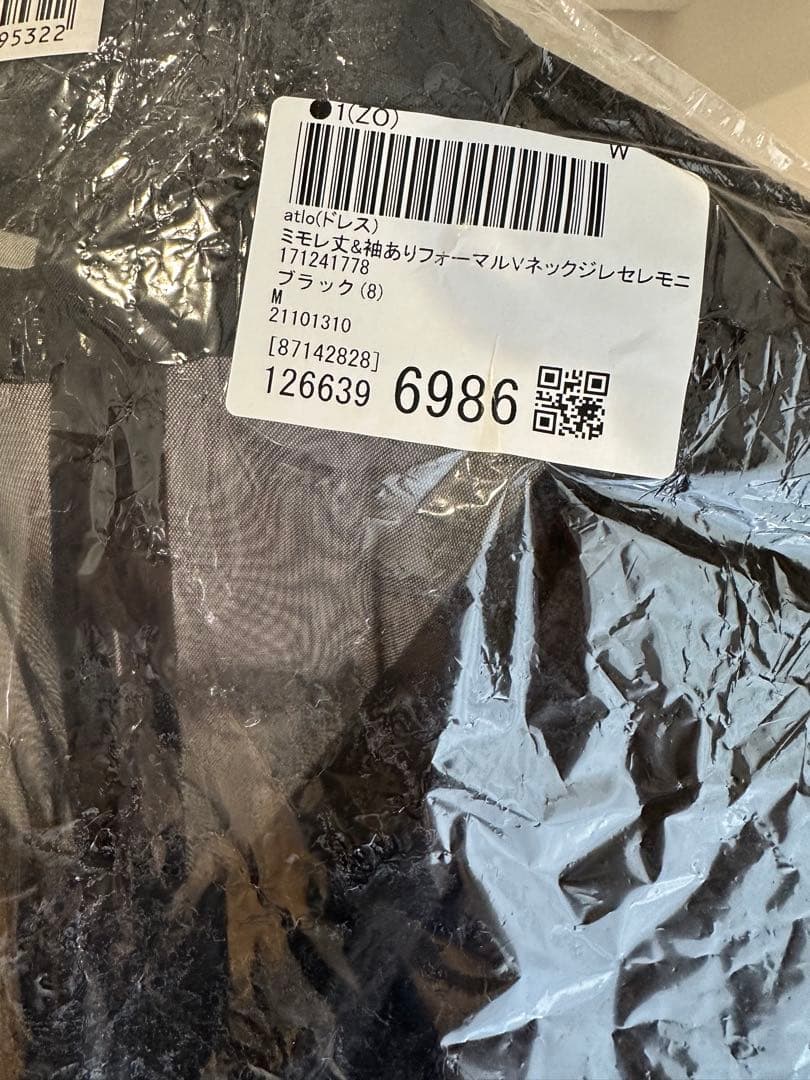 95322
1(ZO)
W
atlo(ドレス)
ミモレ丈&袖ありフォーマルVネックジレセレモニ
171241778
ブラック(8)
M
21101310
[87142828]
126639 6986